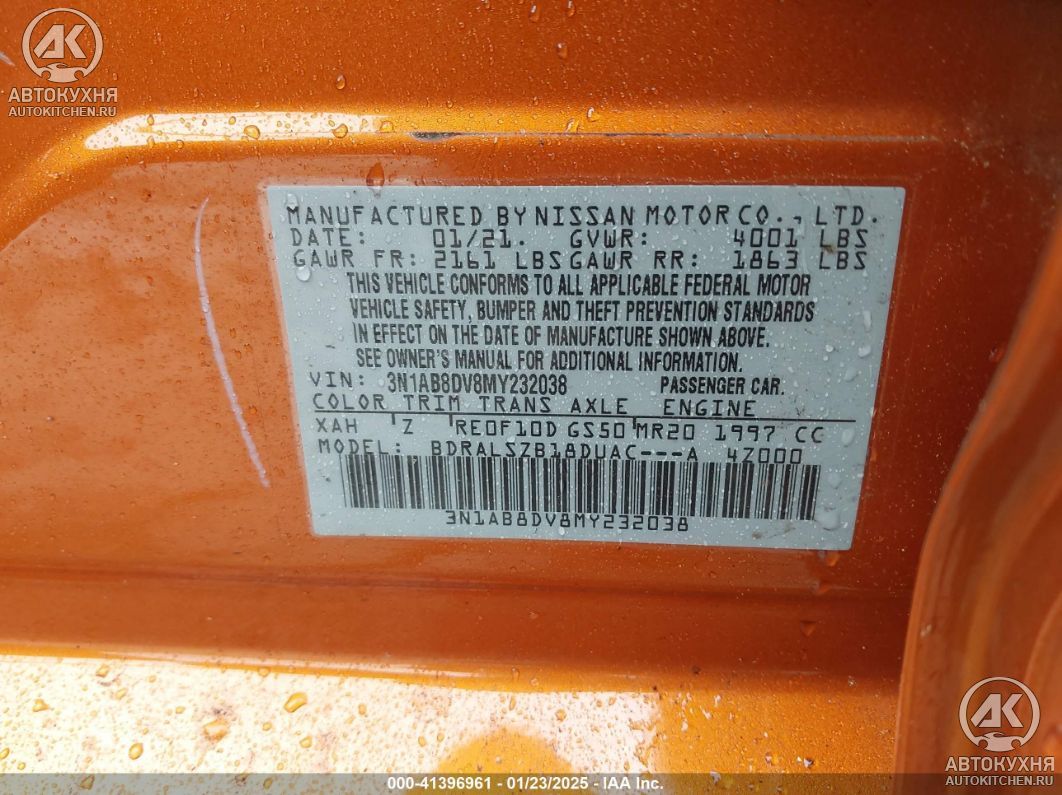 AK
АВТОКУХНЯ
AUTOKITCHEN.RU
MANUFACTURED BY NISSAN MOTOR CO., LTD.
DATE: 01/21. GVWR: 4001 LBS
GAWR FR: 2161 LBS GAWR RR: 1863 LBS
THIS VEHICLE CONFORMS TO ALL APPLICABLE FEDERAL MOTOR
VEHICLE SAFETY, BUMPER AND THEFT PREVENTION STANDARDS
IN EFFECT ON THE DATE OF MANUFACTURE SHOWN ABOVE.
SEE OWNER'S MANUAL FOR ADDITIONAL INFORMATION.
VIN: 3N1AB8DV8MY232038 PASSENGER CAR.
COLOR TRIM TRANS AXLE ENGINE
XAH Z RE0F10D GS50 MR20 1997 CC
MODEL: BDRALSZB18DUAC---A 4Z000
3N1AB8DV8MY232038
AK
АВТОКУХНЯ
AUTOKITCHEN.RU
000-41396961 - 01/23/2025 - IAA Inc.